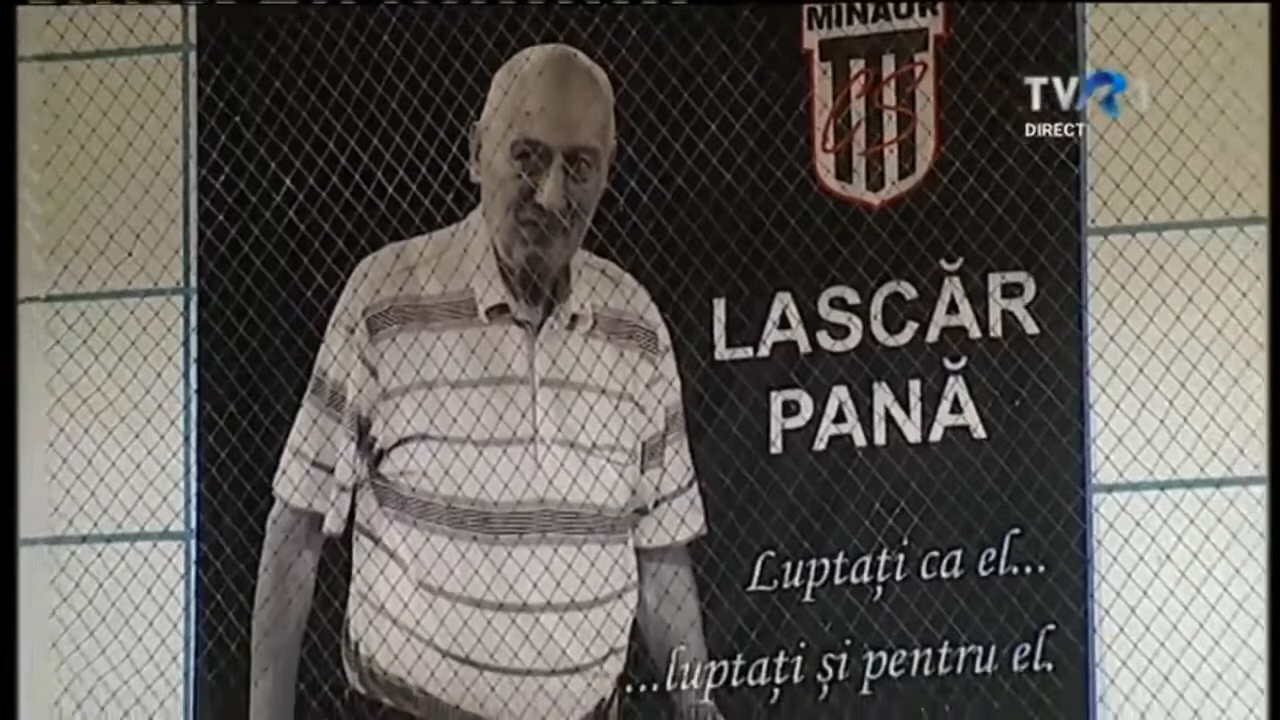 MINAUR
CS
TVR1
DIRECT
LASCĂR
PANĂ
Luptați ca el...
...luptați și pentru el.